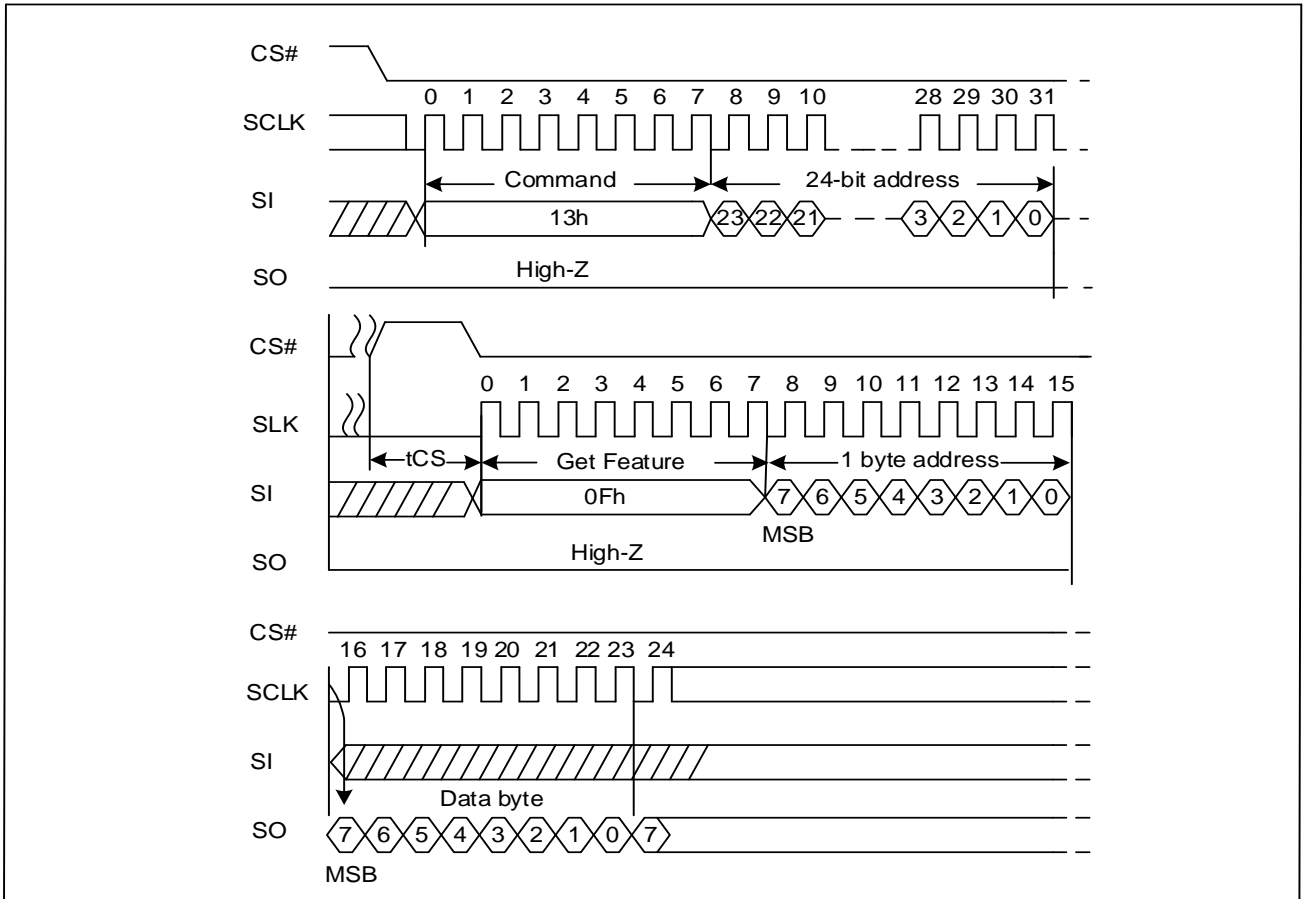 CS#
0 1 2 3 4 5 6 7 8 9 10 28 29 30 31
SCLK
Command 24-bit address
SI
13h 23 22 21 3 2 1 0
High-Z
SO
CS#
0 1 2 3 4 5 6 7 8 9 10 11 12 13 14 15
SLK
tCS Get Feature 1 byte address
SI
0Fh 7 6 5 4 3 2 1 0
MSB
High-Z
SO
CS#
16 17 18 19 20 21 22 23 24
SCLK
SI
Data byte
SO 7 6 5 4 3 2 1 0 7
MSB